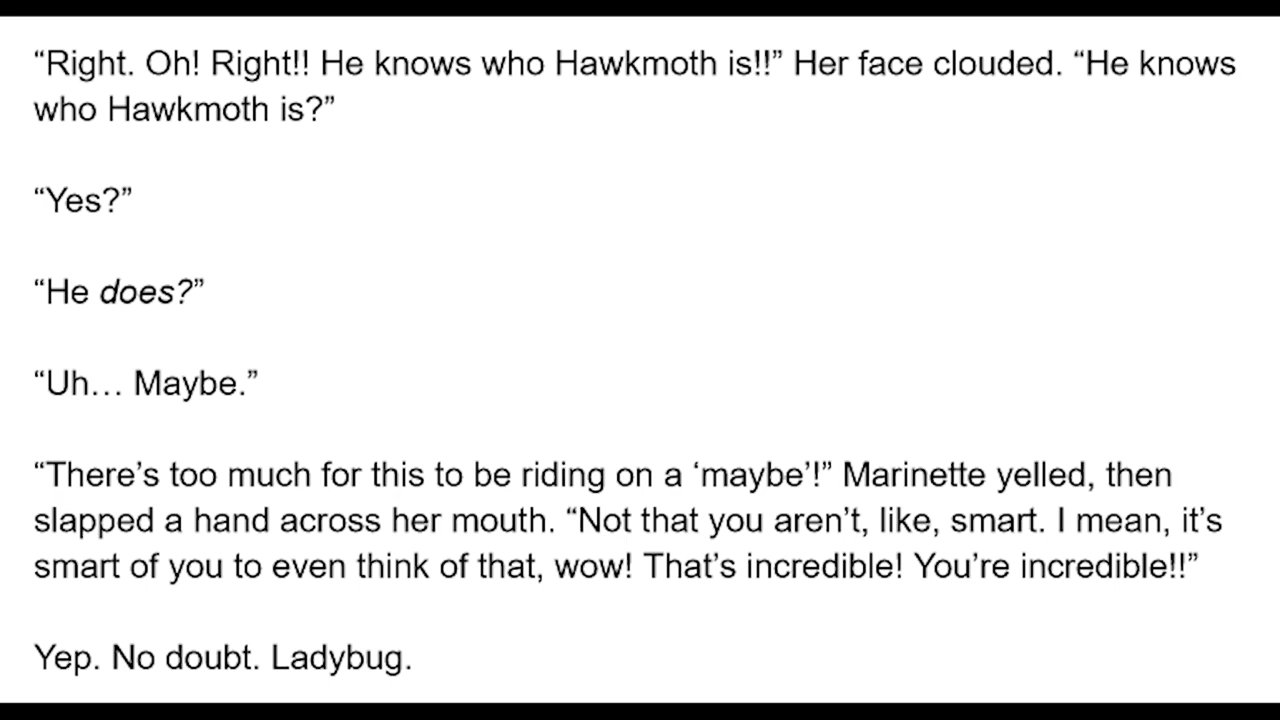 “Right. Oh! Right!! He knows who Hawkmoth is!!” Her face clouded. “He knows
who Hawkmoth is?”
“Yes?”
“He does?”
“Uh… Maybe.”
“There’s too much for this to be riding on a ‘maybe’!” Marinette yelled, then
slapped a hand across her mouth. “Not that you aren’t, like, smart. I mean, it’s
smart of you to even think of that, wow! That’s incredible! You’re incredible!!”
Yep. No doubt. Ladybug.